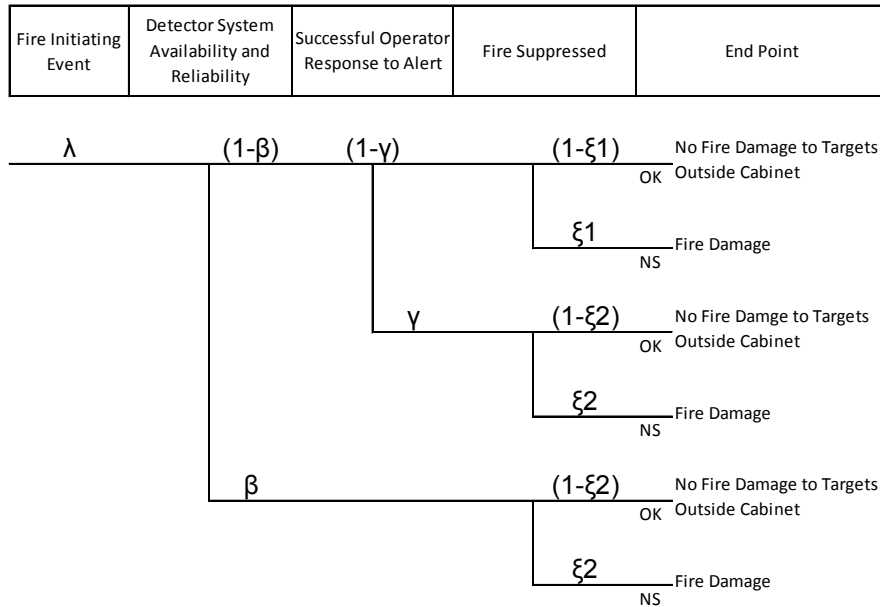 Fire Initiating
Event
Detector System
Availability and
Reliability
Successful Operator
Response to Alert
Fire Suppressed
End Point
λ
(1-β)
(1-γ)
(1-ξ1)
No Fire Damage to Targets
OK
Outside Cabinet
ξ1
Fire Damage
NS
γ
(1-ξ2)
No Fire Damge to Targets
OK
Outside Cabinet
ξ2
Fire Damage
NS
β
(1-ξ2)
No Fire Damage to Targets
OK
Outside Cabinet
ξ2
Fire Damage
NS